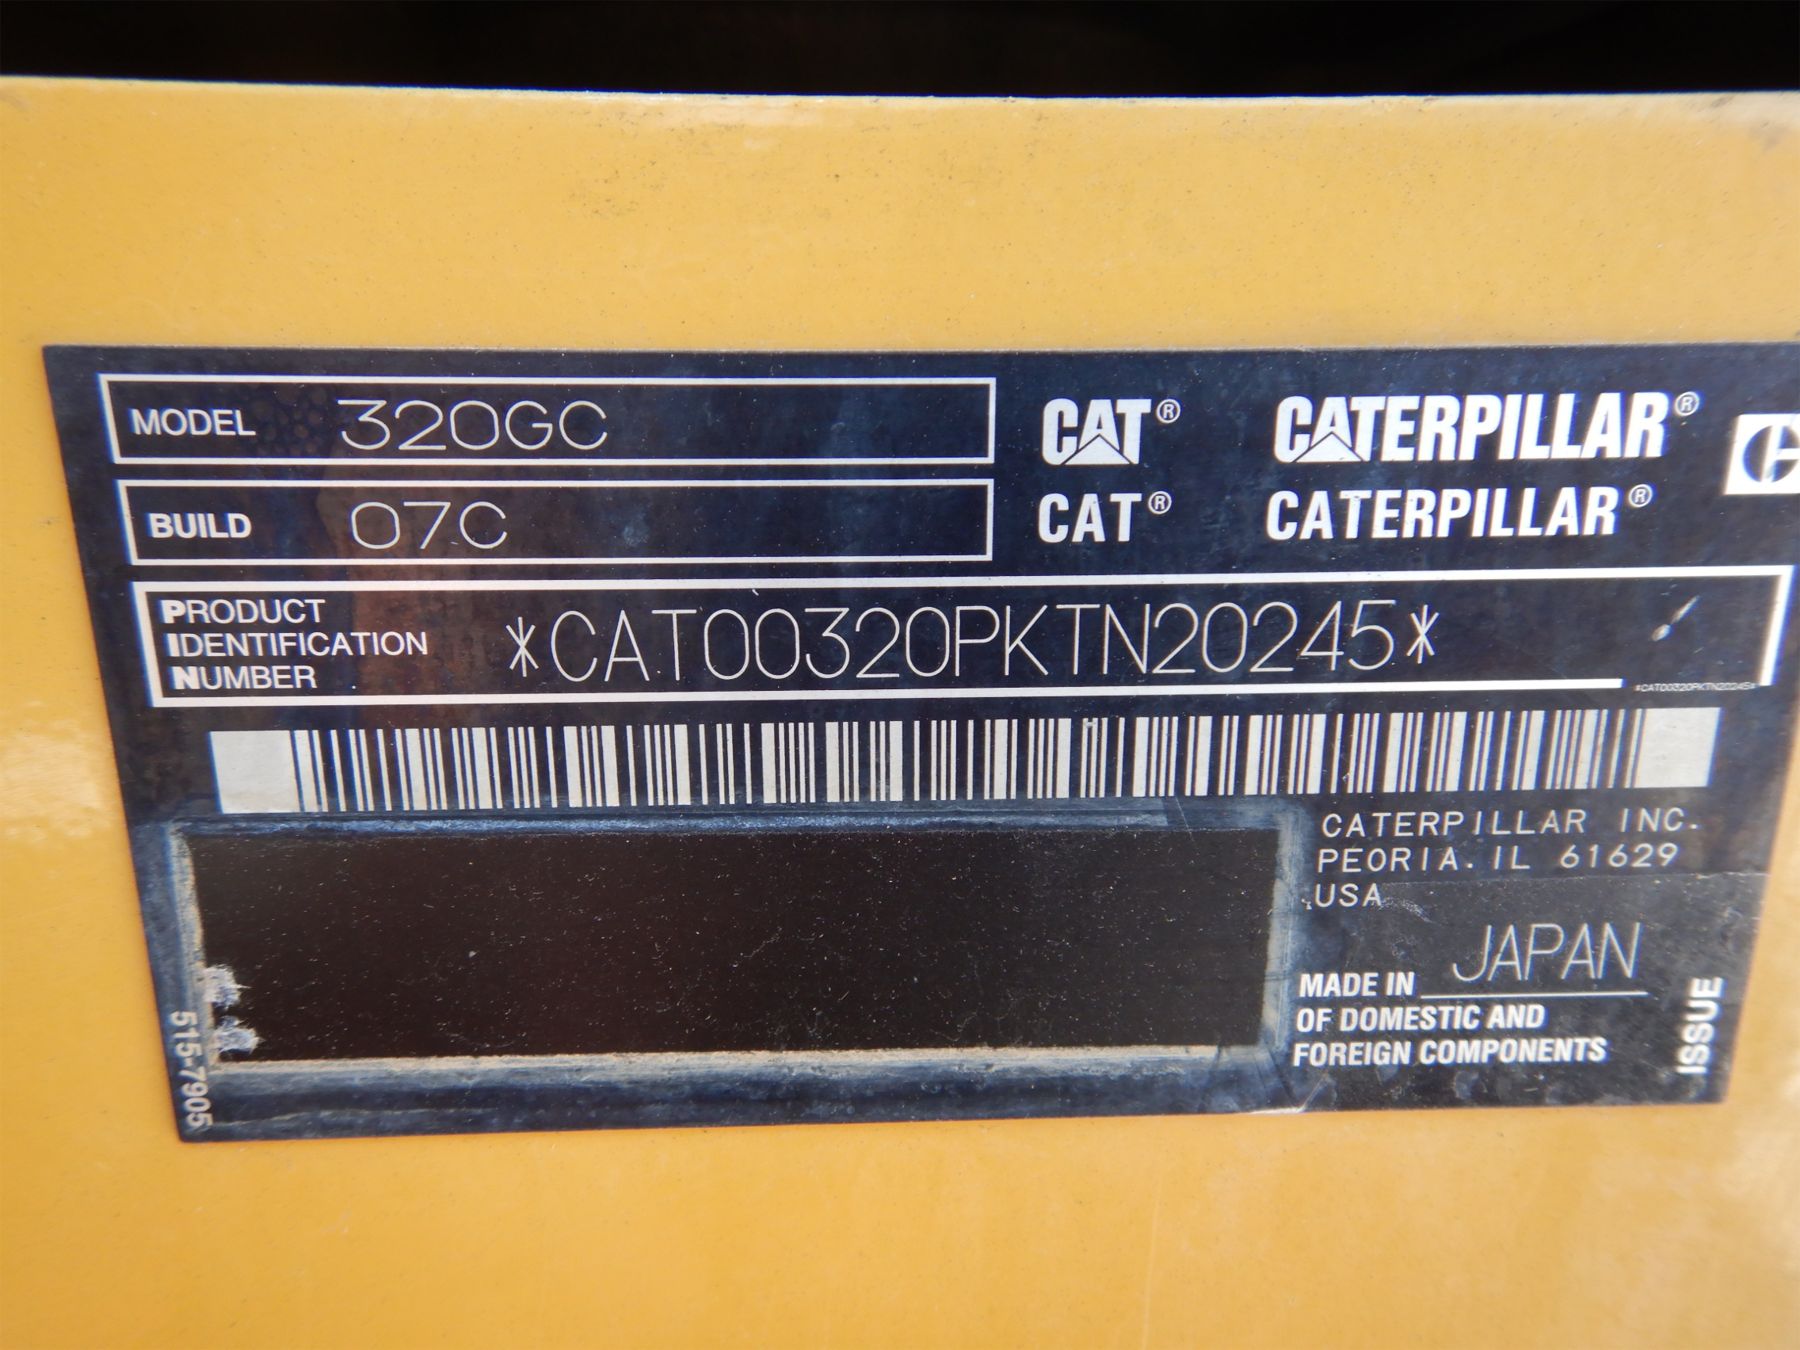 MODEL 320GC
BUILD 07C
CAT® CATERPILLAR®
CAT® CATERPILLAR®
PRODUCT
IDENTIFICATION
NUMBER
*CAT00320PKTN20245*
*CAT00320PKTN20245*
CATERPILLAR INC.
PEORIA. IL 61629
USA
MADE IN JAPAN
OF DOMESTIC AND
FOREIGN COMPONENTS
ISSUE
515-7905